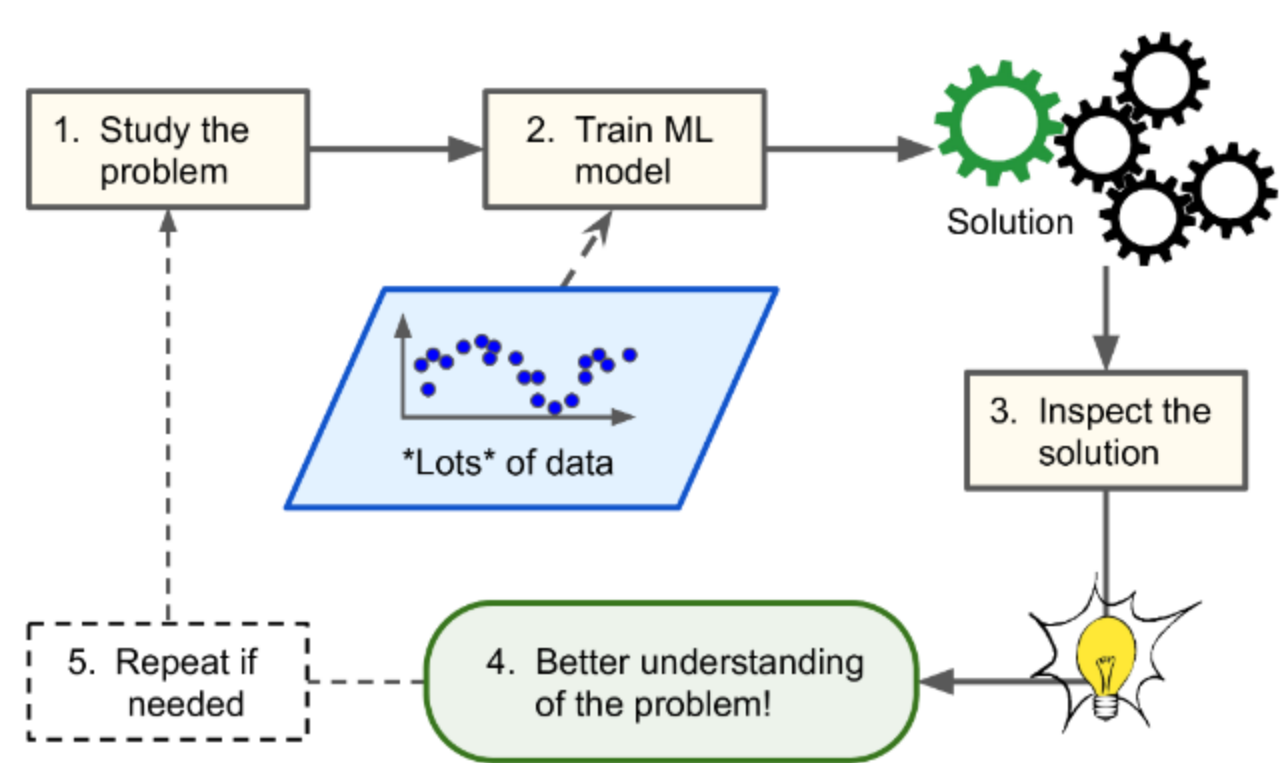 1. Study the
problem
2. Train ML
model
Solution
*Lots* of data
3. Inspect the
solution
4. Better understanding
of the problem!
5. Repeat if
needed